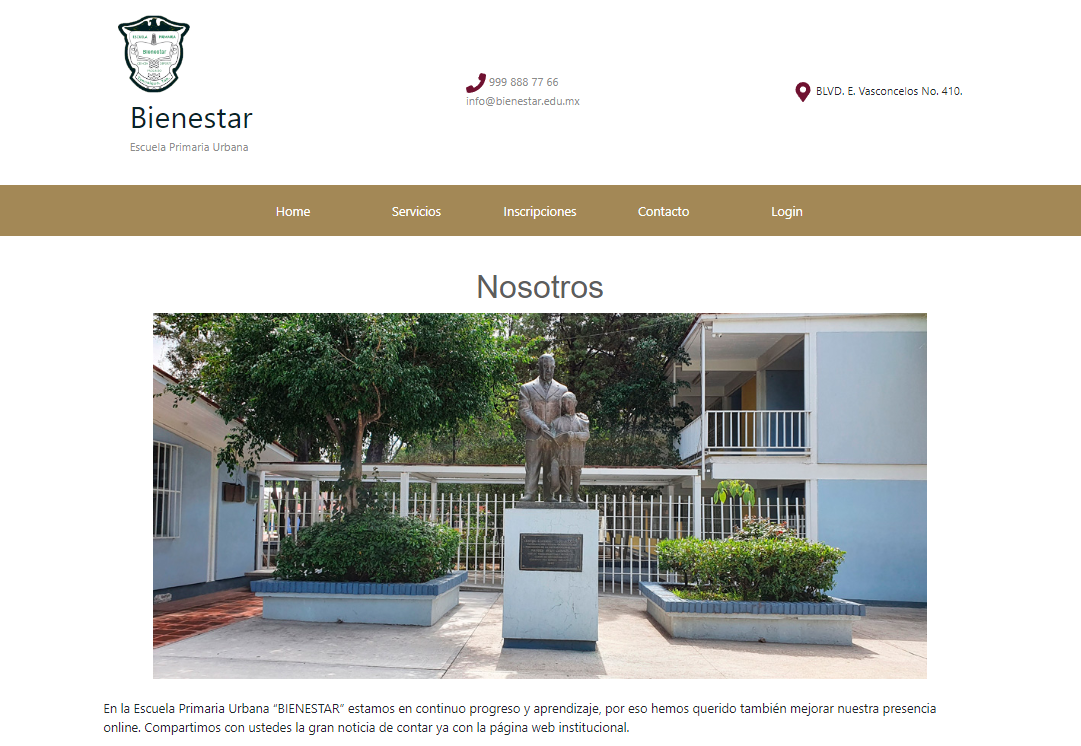 ESCUELA PRIMARIA
Bienestar
Bienestar
Escuela Primaria Urbana
999 888 77 66
info@bienestar.edu.mx
BLVD. E, Vasconcelos No. 410.
Home Servicios Inscripciones Contacto Login
Nosotros
En la Escuela Primaria Urbana “BIENESTAR” estamos en continuo progreso y aprendizaje, por eso hemos querido también mejorar nuestra presencia
online. Compartimos con ustedes la gran noticia de contar ya con la página web institucional.